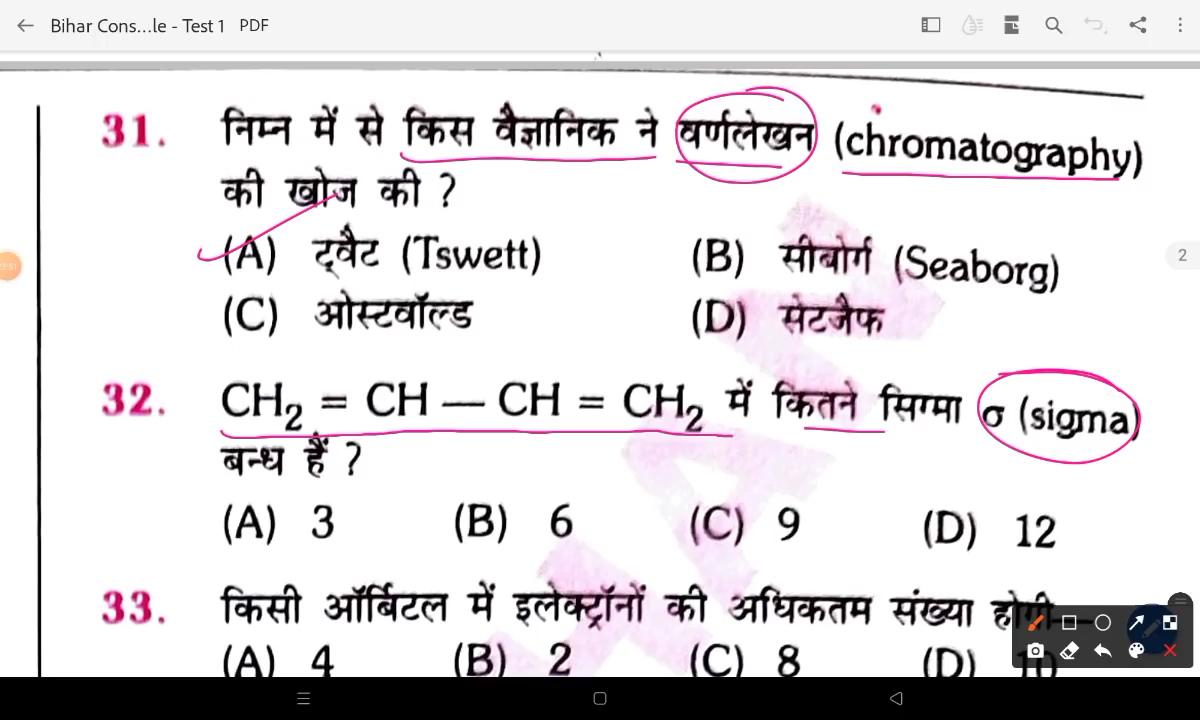 Bihar Cons...le - Test 1 PDF
31. निम्न में से किस वैज्ञानिक ने वर्णलेखन (chromatography)
की खोज की ?
(A) ट्वैट (Tswett) (B) सीबोर्ग (Seaborg)
(C) ओस्टवॉल्ड (D) सेटजैफ
2
32. CH₂ = CH — CH = CH₂ में कितने सिग्मा σ (sigma)
बन्ध हैं ?
(A) 3 (B) 6 (C) 9 (D) 12
33. किसी ऑर्बिटल में इलेक्ट्रॉनों की अधिकतम संख्या होगी—
(A) 4 (B) 2 (C) 8 (D) 10